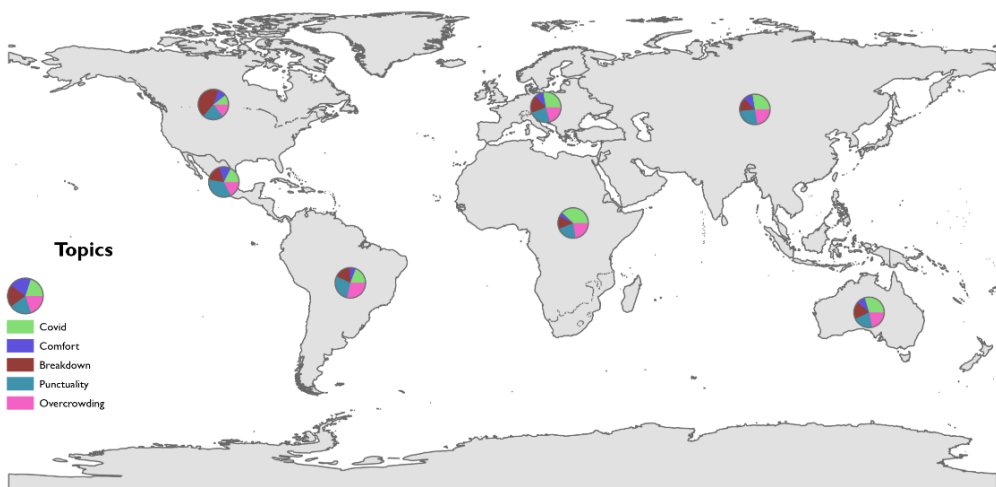 Topics
Covid
Comfort
Breakdown
Punctuality
Overcrowding